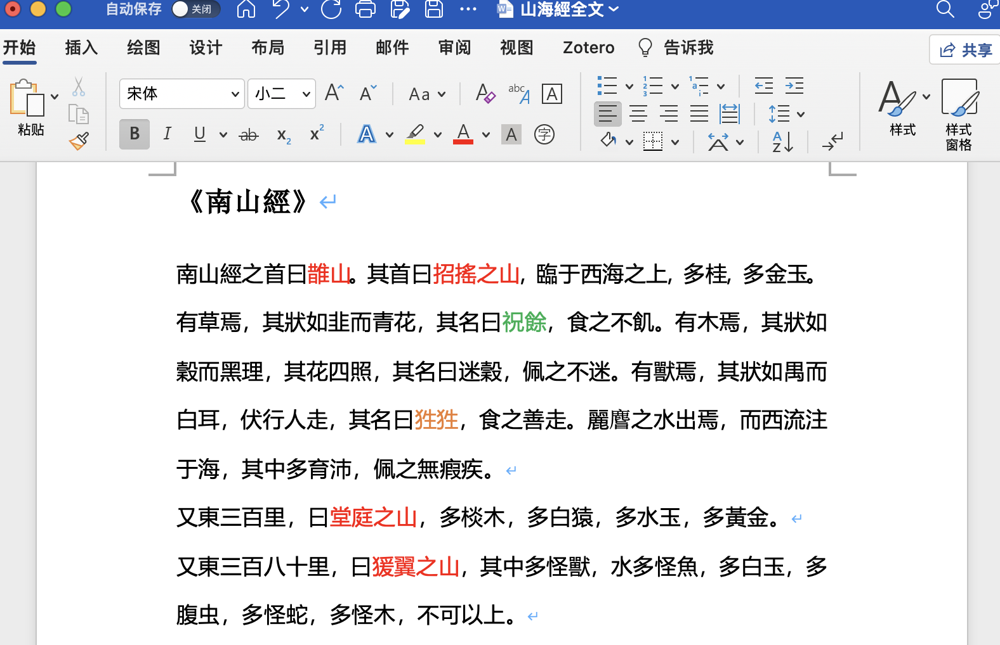 自动保存 关闭 山海經全文
开始 插入 绘图 设计 布局 引用 邮件 审阅 视图 Zotero 告诉我 共享
宋体 小二
粘贴 样式 样式
窗格
《南山經》
南山經之首曰䧿山。其首曰招搖之山，臨于西海之上，多桂，多金玉。
有草焉，其狀如韭而青花，其名曰祝餘，食之不飢。有木焉，其狀如
穀而黑理，其花四照，其名曰迷穀，佩之不迷。有獸焉，其狀如禺而
白耳，伏行人走，其名曰狌狌，食之善走。麗𪊨之水出焉，而西流注
于海，其中多育沛，佩之無瘕疾。
又東三百里，曰堂庭之山，多棪木，多白猿，多水玉，多黃金。
又東三百八十里，曰猨翼之山，其中多怪獸，水多怪魚，多白玉，多
腹虫，多怪蛇，多怪木，不可以上。